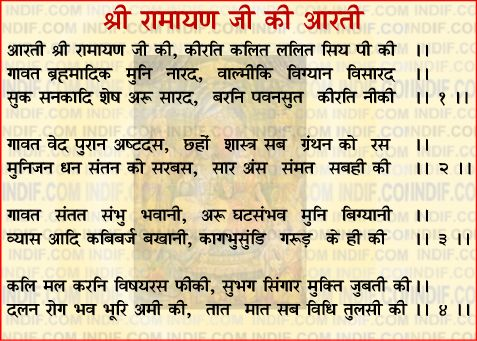 श्री रामायण जी की आरती
आरती श्री रामायण जी की, कीरति कलित ललित सिय पी की ।।
गावत ब्रहमादिक मुनि नारद, वाल्मीकि विग्यान विसारद ।।
सुक सनकादि शेष अरू सारद, बरनि पवनसुत कीरति नीकी ।। १ ।।
गावत वेद पुरान अष्टदस, छहों शास्त्र सब ग्रंथन को रस ।।
मुनिजन धन संतन को सरबस, सार अंस संमत सबही की ।। २ ।।
गावत संतत संभु भवानी, अरू घटसंभव मुनि बिग्यानी ।।
व्यास आदि कबिबर्ज बखानी, कागभुसुंडि गरूड़ के ही की ।। ३ ।।
कलि मल करनि विषयरस फीकी, सुभग सिंगार मुक्ति जुबती की ।।
दलन रोग भव भूरि अमी की, तात मात सब विधि तुलसी की ।। ४ ।।